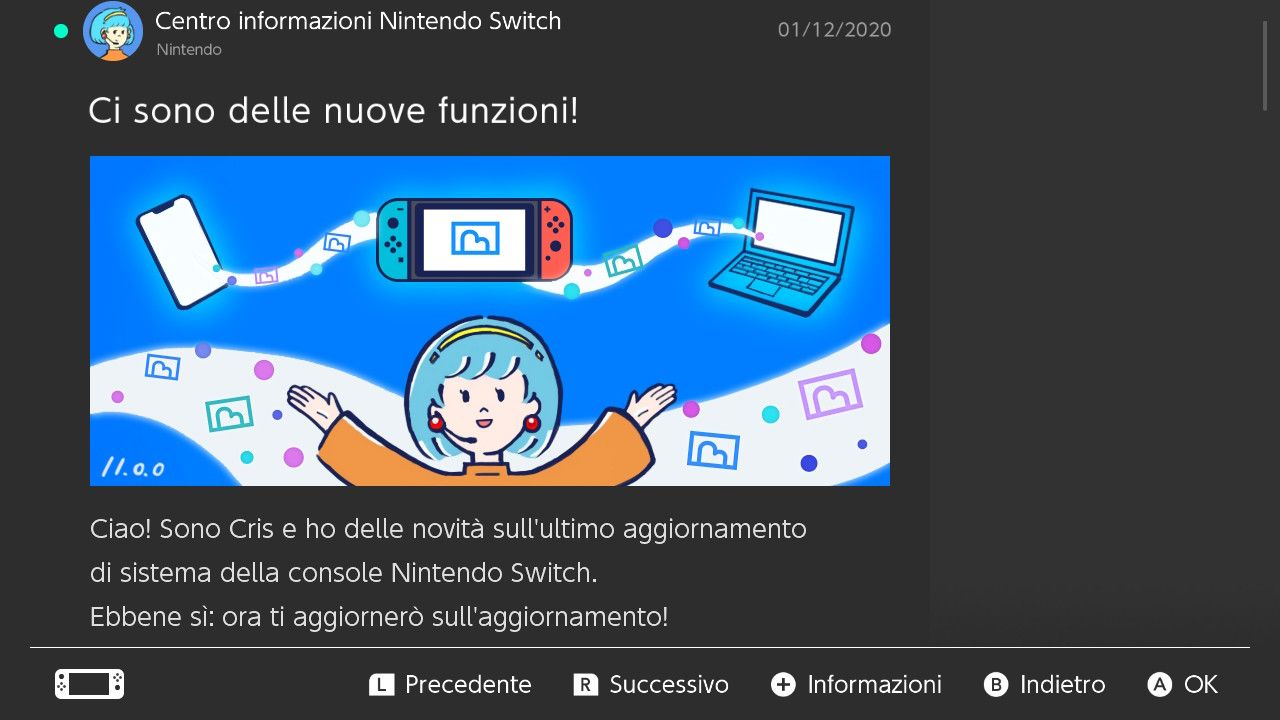 Centro informazioni Nintendo Switch
01/12/2020
Nintendo
Ci sono delle nuove funzioni!
11.0.0
Ciao! Sono Cris e ho delle novità sull'ultimo aggiornamento
di sistema della console Nintendo Switch.
Ebbene sì: ora ti aggiornerò sull'aggiornamento!
L Precedente
R Successivo
+ Informazioni
B Indietro
A OK